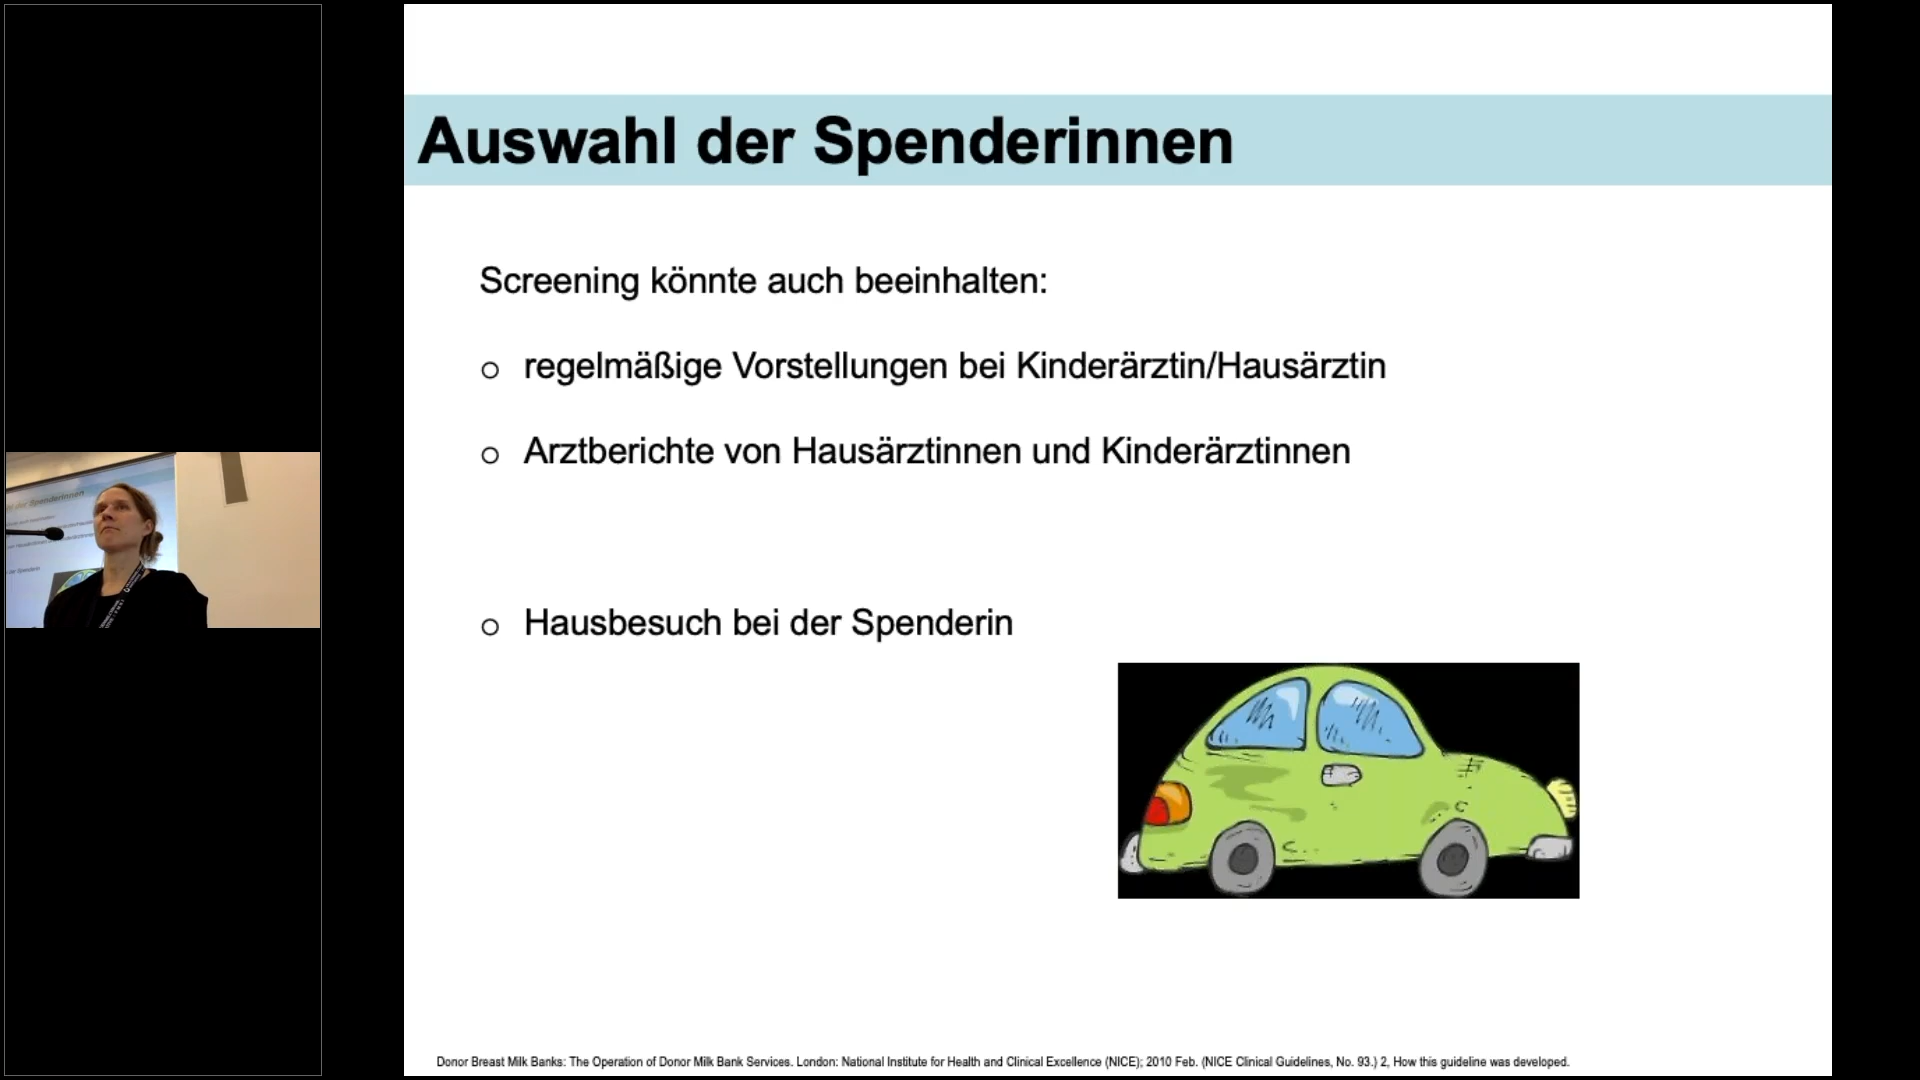 Auswahl der Spenderinnen
Screening könnte auch beeinhalten:
o regelmäßige Vorstellungen bei Kinderärztin/Hausärztin
o Arztberichte von Hausärztinnen und Kinderärztinnen
o Hausbesuch bei der Spenderin
Donor Breast Milk Banks: The Operation of Donor Milk Bank Services. London: National Institute for Health and Clinical Excellence (NICE); 2010 Feb. (NICE Clinical Guidelines, No. 93.) 2, How this guideline was developed.